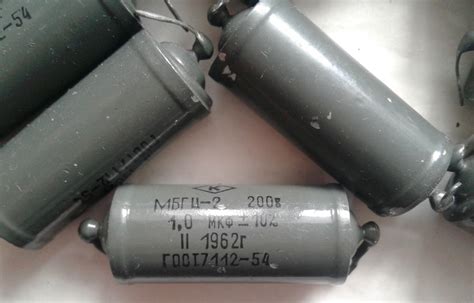 -54
К
МБГЦ-2 200в
1,0 мкф ±10%
II 1962г
ГОСТ7112-54